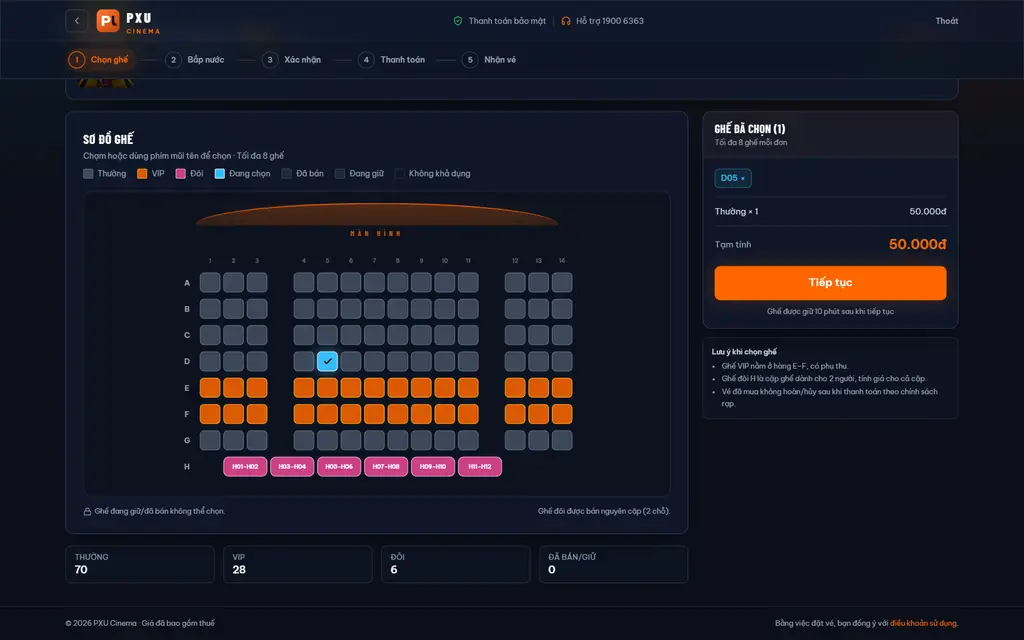 PXU
CINEMA
Thanh toán bảo mật
Hỗ trợ 1900 6363
Thoát
1 Chọn ghế
2 Bắp nước
3 Xác nhận
4 Thanh toán
5 Nhận vé
SƠ ĐỒ GHẾ
Chạm hoặc dùng phím mũi tên để chọn · Tối đa 8 ghế
Thường VIP Đôi Đang chọn Đã bán Đang giữ Không khả dụng
MÀN HÌNH
1 2 3 4 5 6 7 8 9 10 11 12 13 14
A
B
C
D
E
F
G
H H01-H02 H03-H04 H05-H06 H07-H08 H09-H10 H11-H12
Ghế đang giữ/đã bán không thể chọn.
Ghế đôi được bán nguyên cặp (2 chỗ).
THƯỜNG
70
VIP
28
ĐÔI
6
ĐÃ BÁN/GIỮ
0
GHẾ ĐÃ CHỌN (1)
Tối đa 8 ghế mỗi đơn
D05 ×
Thường × 1 50.000đ
Tạm tính 50.000đ
Tiếp tục
Ghế được giữ 10 phút sau khi tiếp tục
Lưu ý khi chọn ghế
• Ghế VIP nằm ở hàng E–F, có phụ thu.
• Ghế đôi H là cặp ghế dành cho 2 người, tính giá cho cả cặp.
• Vé đã mua không hoàn/hủy sau khi thanh toán theo chính sách
rạp.
© 2026 PXU Cinema · Giá đã bao gồm thuế
Bằng việc đặt vé, bạn đồng ý với điều khoản sử dụng.